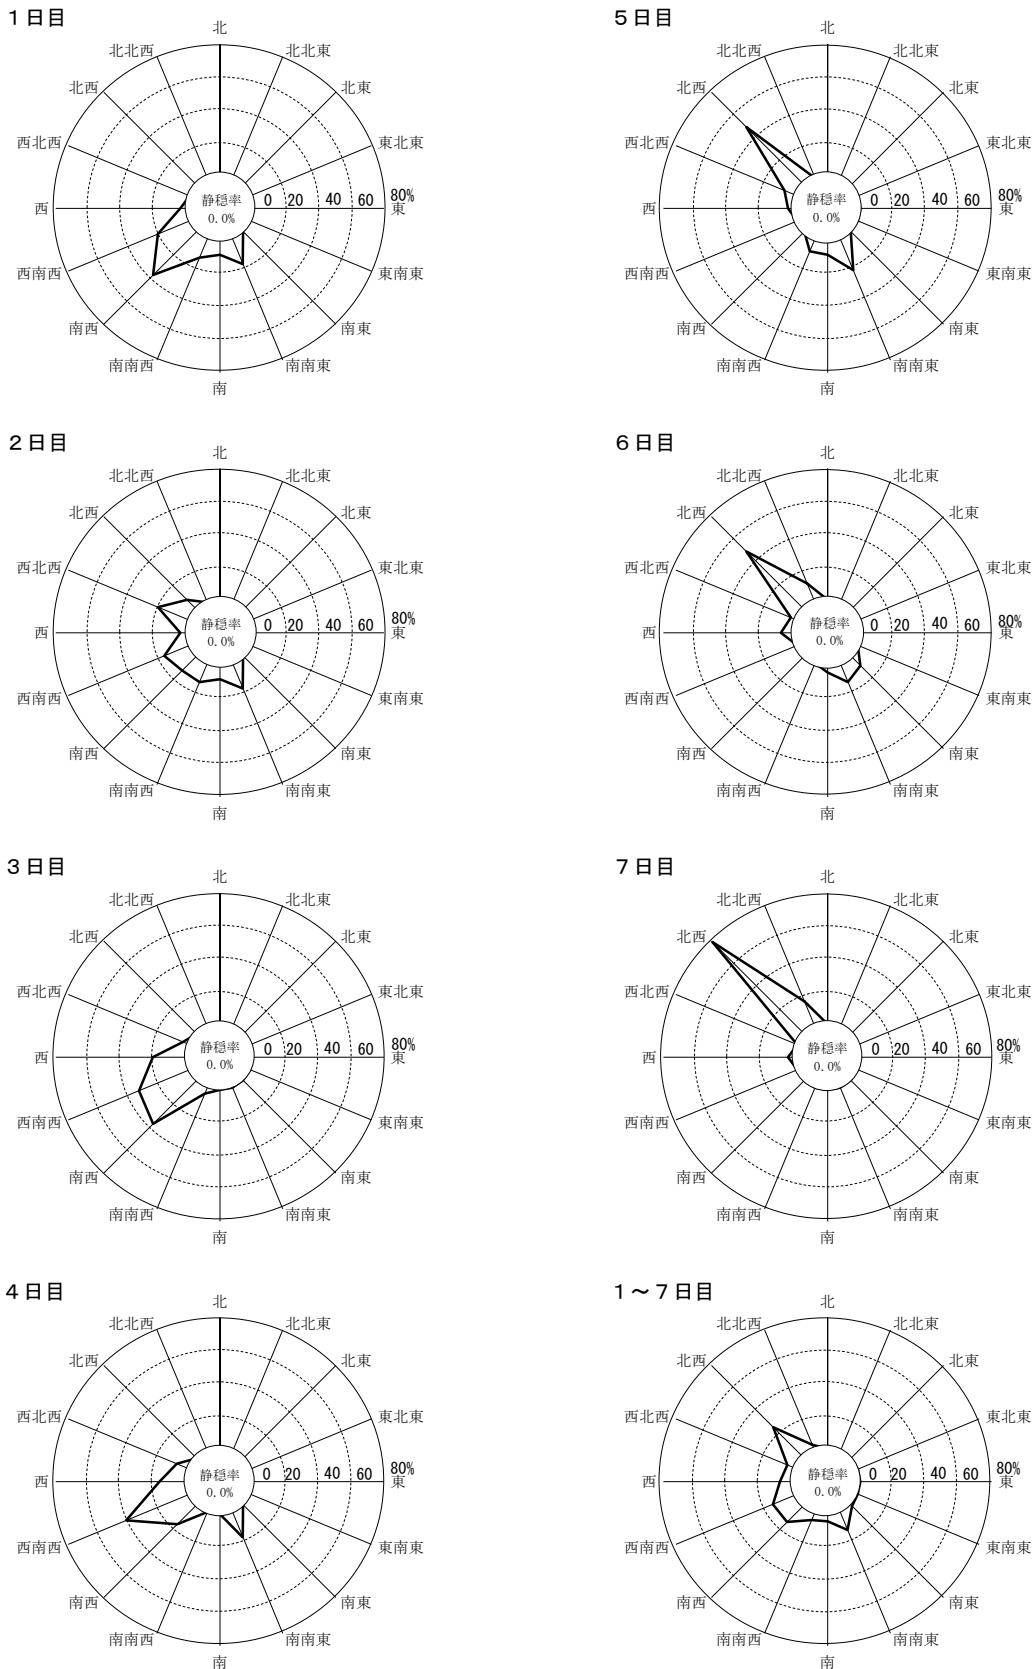 1日目
北
北北西
北北東
北西
北東
西北西
東北東
静穏率
0.0%
0 20 40 60 80%
西
東
西南西
東南東
南西
南東
南南西
南南東
南
2日目
北
北北西
北北東
北西
北東
西北西
東北東
静穏率
0.0%
0 20 40 60 80%
西
東
西南西
東南東
南西
南東
南南西
南南東
南
3日目
北
北北西
北北東
北西
北東
西北西
東北東
静穏率
0.0%
0 20 40 60 80%
西
東
西南西
東南東
南西
南東
南南西
南南東
南
4日目
北
北北西
北北東
北西
北東
西北西
東北東
静穏率
0.0%
0 20 40 60 80%
西
東
西南西
東南東
南西
南東
南南西
南南東
南
5日目
北
北北西
北北東
北西
北東
西北西
東北東
静穏率
0.0%
0 20 40 60 80%
西
東
西南西
東南東
南西
南東
南南西
南南東
南
6日目
北
北北西
北北東
北西
北東
西北西
東北東
静穏率
0.0%
0 20 40 60 80%
西
東
西南西
東南東
南西
南東
南南西
南南東
南
7日目
北
北北西
北北東
北西
北東
西北西
東北東
静穏率
0.0%
0 20 40 60 80%
西
東
西南西
東南東
南西
南東
南南西
南南東
南
1～7日目
北
北北西
北北東
北西
北東
西北西
東北東
静穏率
0.0%
0 20 40 60 80%
西
東
西南西
東南東
南西
南東
南南西
南南東
南